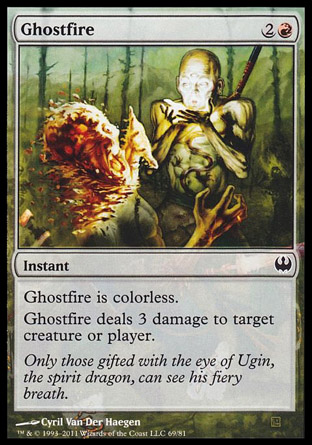 Ghostfire 2
Instant
Ghostfire is colorless.
Ghostfire deals 3 damage to target
creature or player.
Only those gifted with the eye of Ugin,
the spirit dragon, can see his fiery
breath.
Cyril Van Der Haegen
™ & © 1993–2011 Wizards of the Coast LLC 69/81